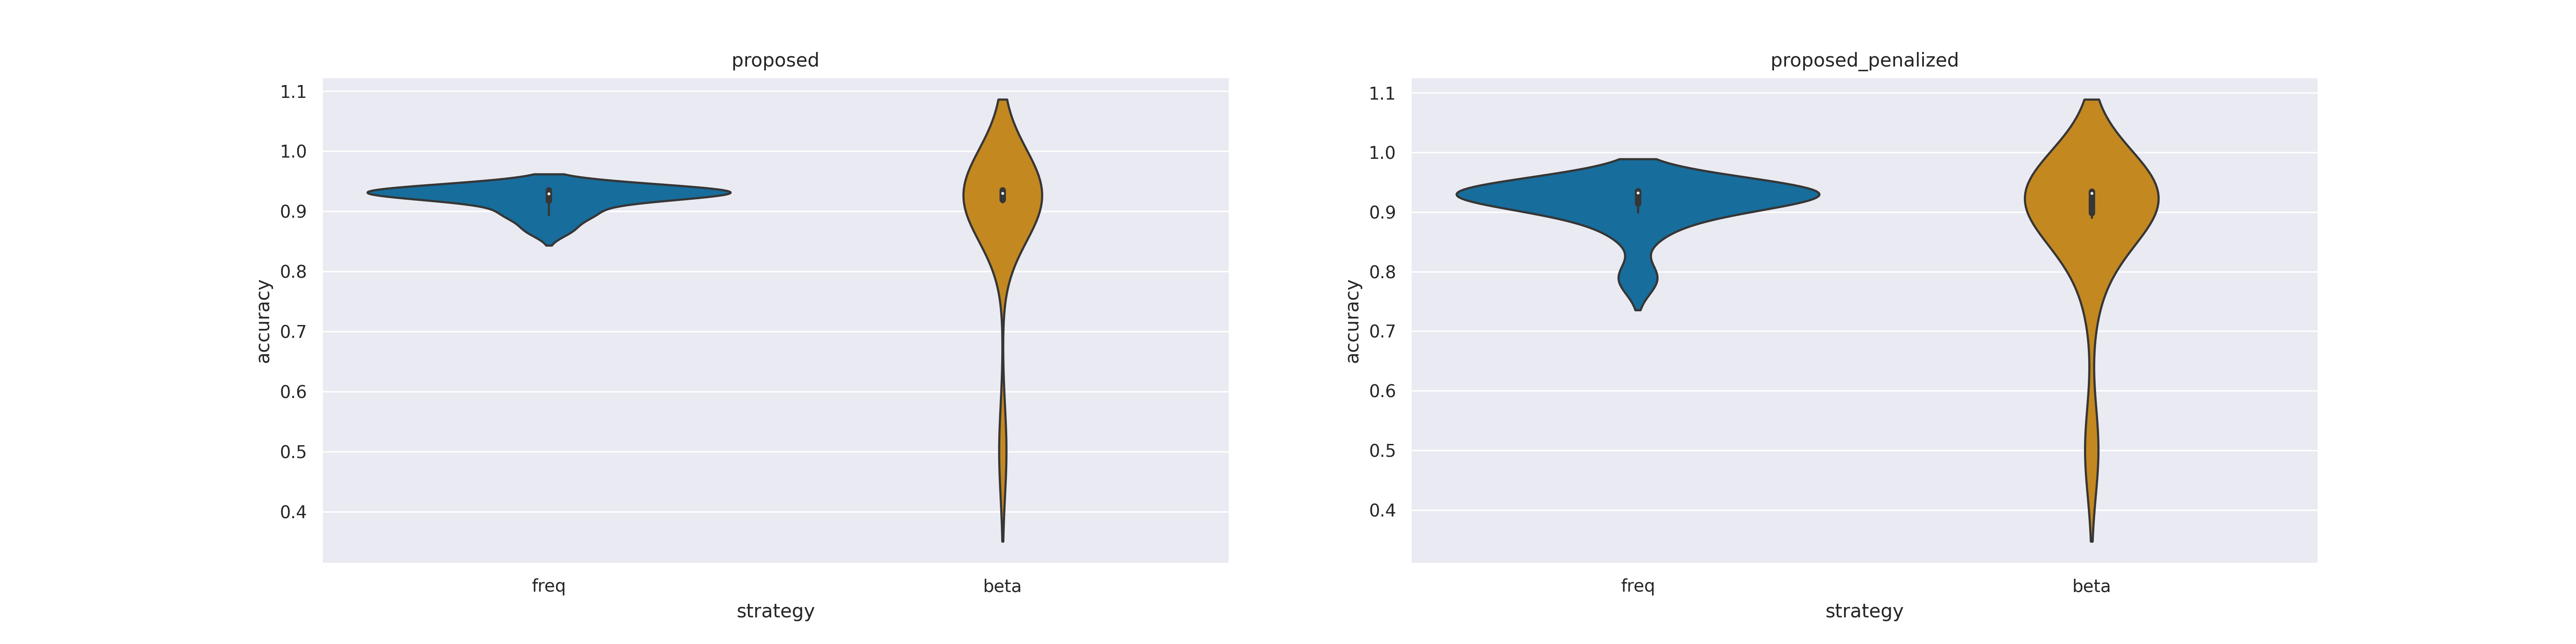 proposed
1.1
1.0
0.9
0.8
0.7
0.6
0.5
0.4
accuracy
freq
beta
strategy
proposed_penalized
1.1
1.0
0.9
0.8
0.7
0.6
0.5
0.4
accuracy
freq
beta
strategy